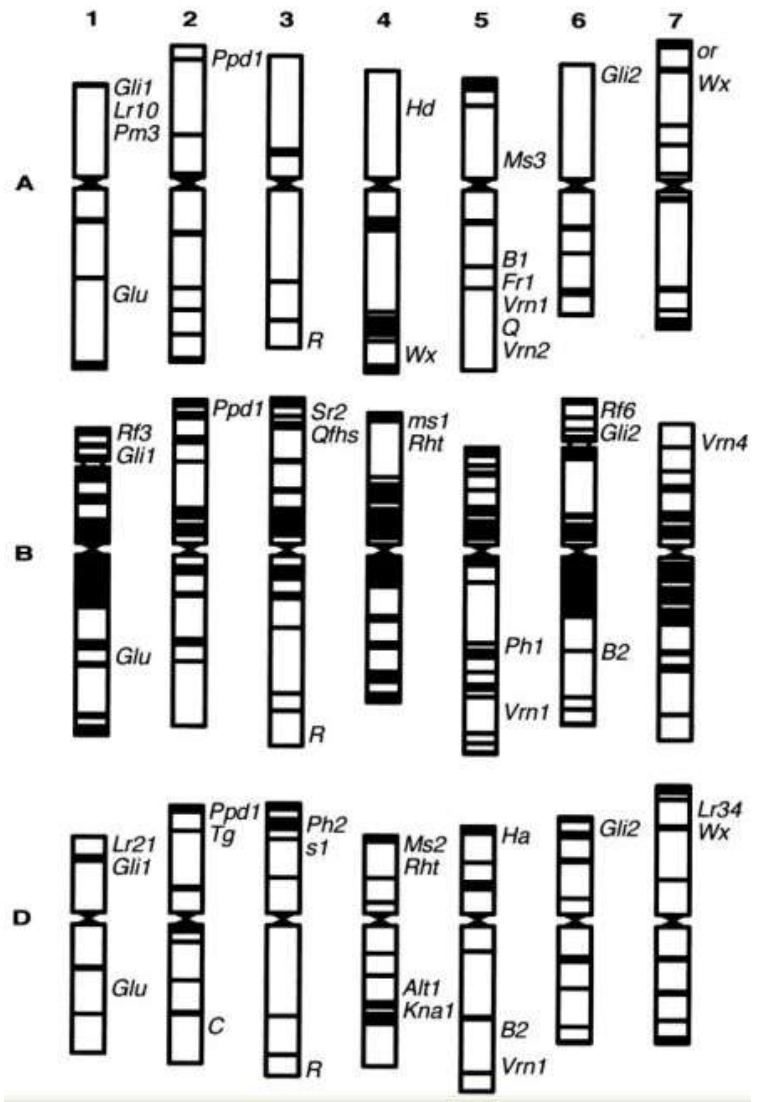 1 2 3 4 5 6 7
A
Gli1
Lr10
Pm3
Glu
Ppd1
R
Hd
Wx
Ms3
B1
Fr1
Vrn1
Q
Vrn2
Gli2
or
Wx
B
Rf3
Gli1
Glu
Ppd1
Sr2
Qfhs
R
ms1
Rht
Ph1
Vrn1
Rf6
Gli2
B2
Vrn4
D
Lr21
Gli1
Glu
Ppd1
Tg
C
Ph2
s1
R
Ms2
Rht
Alt1
Kna1
Ha
B2
Vrn1
Gli2
Lr34
Wx